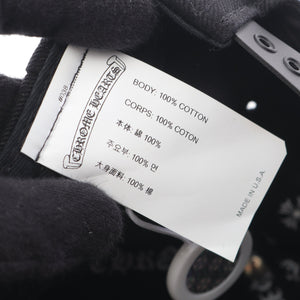 CHROME HEARTS
BODY: 100% COTTON
CORPS: 100% COTON
本体: 綿 100%
주요부: 100% 면
大身面料: 100% 棉
MADE IN U.S.A.